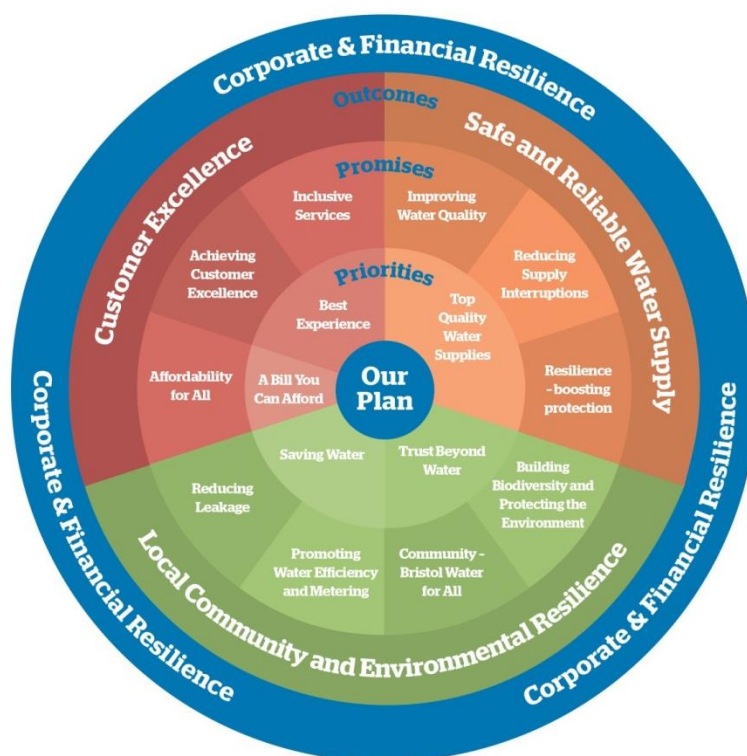 Corporate & Financial Resilience
Outcomes
Customer Excellence
Safe and Reliable Water Supply
Promises
Inclusive
Services
Improving
Water Quality
Achieving
Customer
Excellence
Reducing
Supply
Interruptions
Priorities
Best
Experience
Top
Quality
Water
Supplies
Affordability
for All
A Bill You
Can Afford
Our
Plan
Resilience
- boosting
protection
Saving Water
Trust Beyond
Water
Reducing
Leakage
Building
Biodiversity and
Protecting the
Environment
Promoting
Water Efficiency
and Metering
Community –
Bristol Water
for All
Local Community and Environmental Resilience
Corporate & Financial Resilience
Corporate & Financial Resilience